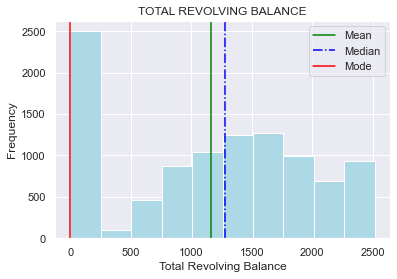 TOTAL REVOLVING BALANCE
Mean
Median
Mode
2500
2000
1500
1000
500
0
Frequency
0 500 1000 1500 2000 2500
Total Revolving Balance